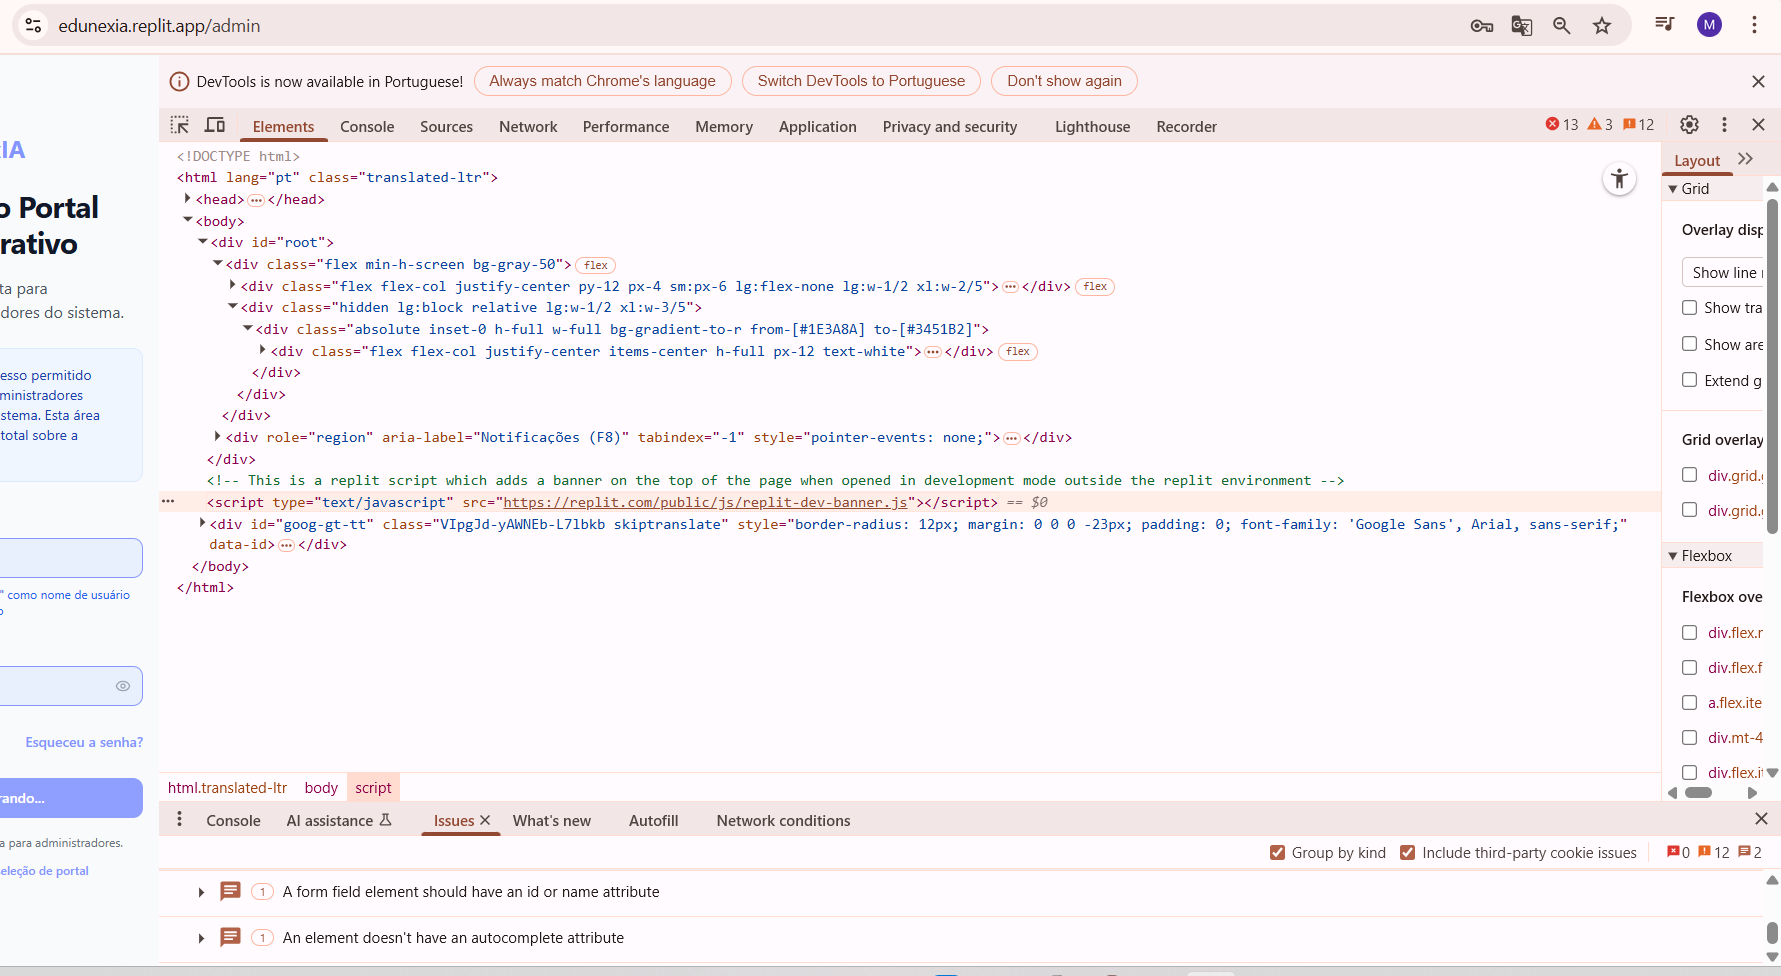 edunexia.replit.app/admin
M
DevTools is now available in Portuguese!
Always match Chrome's language
Switch DevTools to Portuguese
Don't show again
Elements
Console
Sources
Network
Performance
Memory
Application
Privacy and security
Lighthouse
Recorder
13
3
12
<!DOCTYPE html>
<html lang="pt" class="translated-ltr">
<head> ··· </head>
<body>
<div id="root">
<div class="flex min-h-screen bg-gray-50"> flex
<div class="flex flex-col justify-center py-12 px-4 sm:px-6 lg:flex-none lg:w-1/2 xl:w-2/5"> ··· </div> flex
<div class="hidden lg:block relative lg:w-1/2 xl:w-3/5">
<div class="absolute inset-0 h-full w-full bg-gradient-to-r from-[#1E3A8A] to-[#3451B2]">
<div class="flex flex-col justify-center items-center h-full px-12 text-white"> ··· </div> flex
</div>
</div>
</div>
<div role="region" aria-label="Notificações (F8)" tabindex="-1" style="pointer-events: none;"> ··· </div>
</div>
<!-- This is a replit script which adds a banner on the top of the page when opened in development mode outside the replit environment -->
··· <script type="text/javascript" src="https://replit.com/public/js/replit-dev-banner.js"></script> == $0
<div id="goog-gt-tt" class="VIpgJd-yAWNEb-L7lbkb skiptranslate" style="border-radius: 12px; margin: 0 0 0 -23px; padding: 0; font-family: 'Google Sans', Arial, sans-serif;"
data-id> ··· </div>
</body>
</html>
html.translated-ltr
body
script
Layout
Grid
Overlay disp
Show line
Show tra
Show are
Extend g
Grid overlay
div.grid.
div.grid.
Flexbox
Flexbox ove
div.flex.r
div.flex.f
a.flex.ite
div.mt-4
div.flex.it
IA
o Portal
rativo
ta para
dores do sistema.
esso permitido
ministradores
stema. Esta área
total sobre a
" como nome de usuário
o
Esqueceu a senha?
rando...
a para administradores.
eleção de portal
Console
AI assistance
Issues
What's new
Autofill
Network conditions
Group by kind
Include third-party cookie issues
0
12
2
1 A form field element should have an id or name attribute
1 An element doesn't have an autocomplete attribute